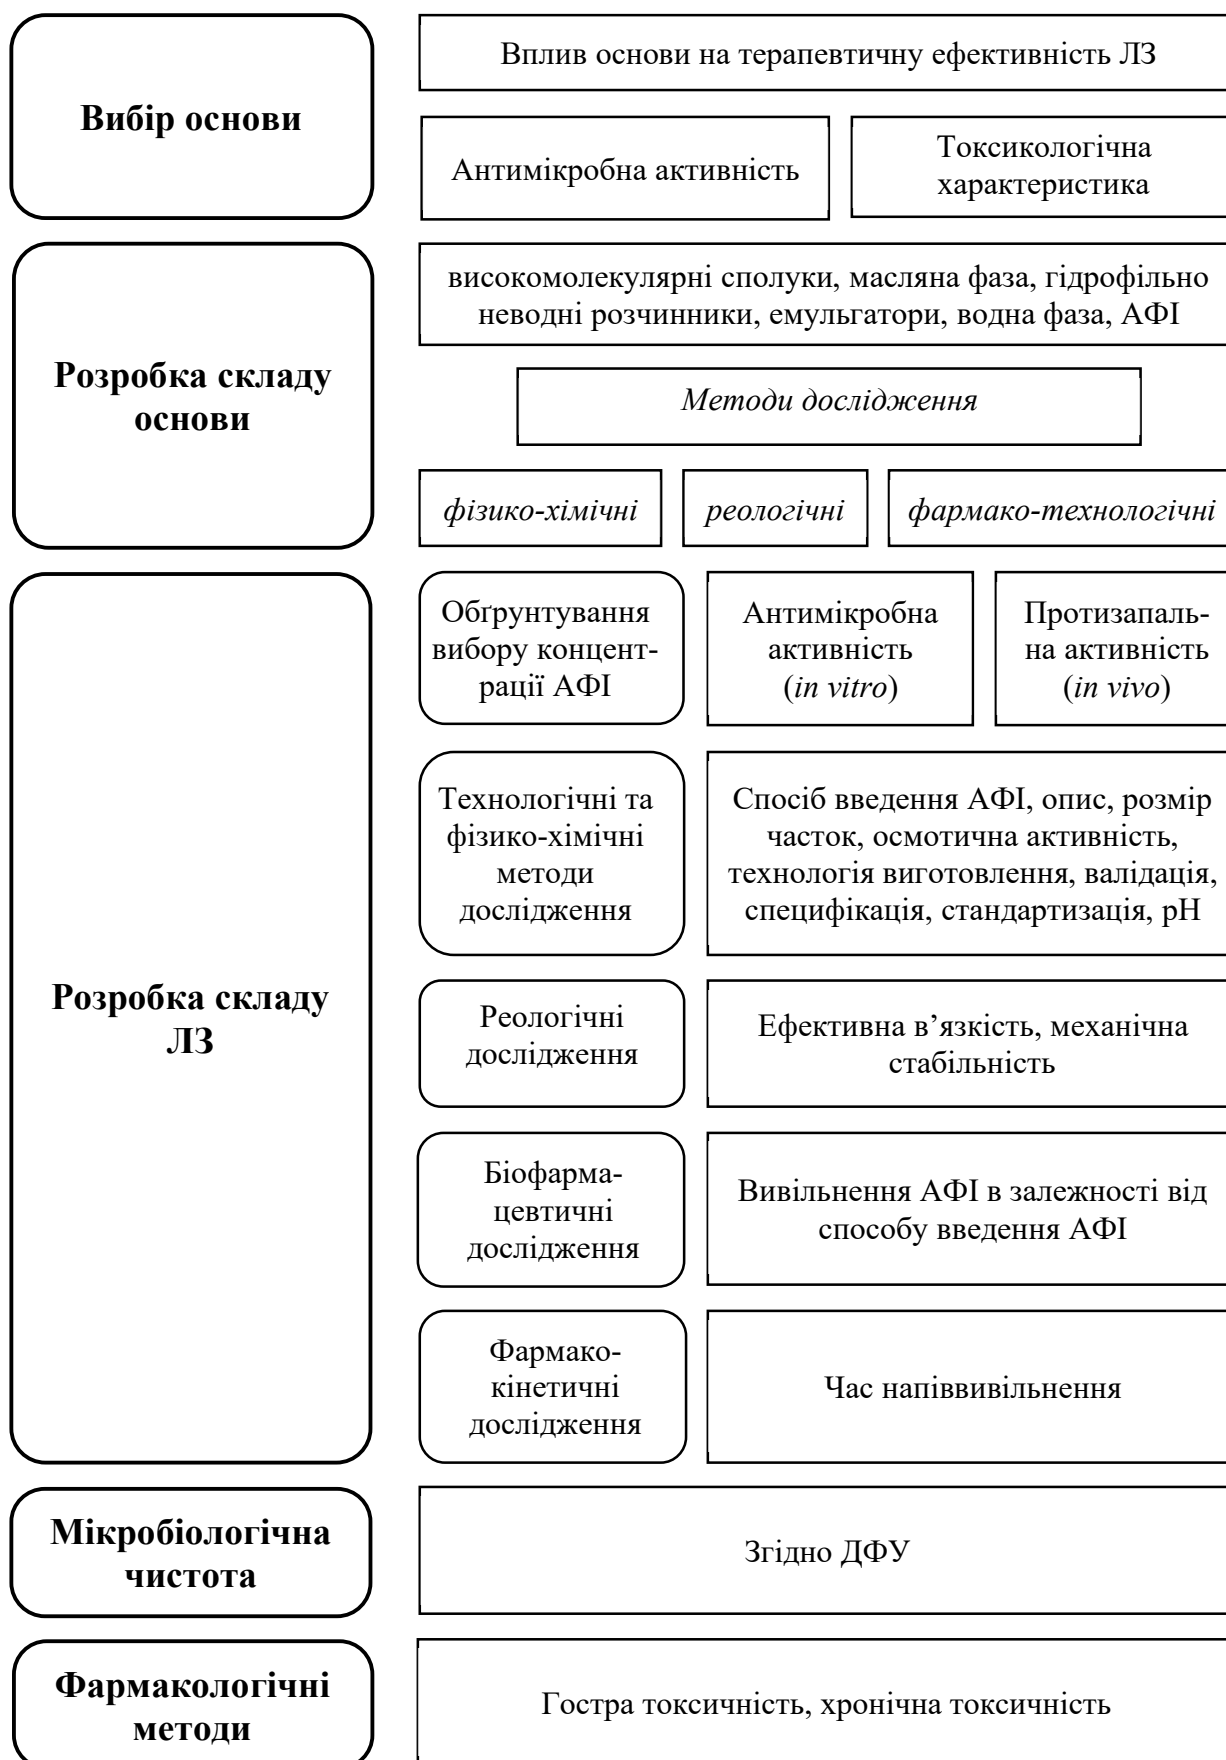 Вибір основи
Вплив основи на терапевтичну ефективність ЛЗ
Антимікробна активність
Токсикологічна
характеристика
Розробка складу
основи
високомолекулярні сполуки, масляна фаза, гідрофільно
неводні розчинники, емульгатори, водна фаза, АФІ
Методи дослідження
фізико-хімічні
реологічні
фармако-технологічні
Розробка складу
ЛЗ
Обґрунтування
вибору концент-
рації АФІ
Антимікробна
активність
(in vitro)
Протизапаль-
на активність
(in vivo)
Технологічні та
фізико-хімічні
методи
дослідження
Спосіб введення АФІ, опис, розмір
часток, осмотична активність,
технологія виготовлення, валідація,
специфікація, стандартизація, рН
Реологічні
дослідження
Ефективна в’язкість, механічна
стабільність
Біофарма-
цевтичні
дослідження
Вивільнення АФІ в залежності від
способу введення АФІ
Фармако-
кінетичні
дослідження
Час напіввивільнення
Мікробіологічна
чистота
Згідно ДФУ
Фармакологічні
методи
Гостра токсичність, хронічна токсичність